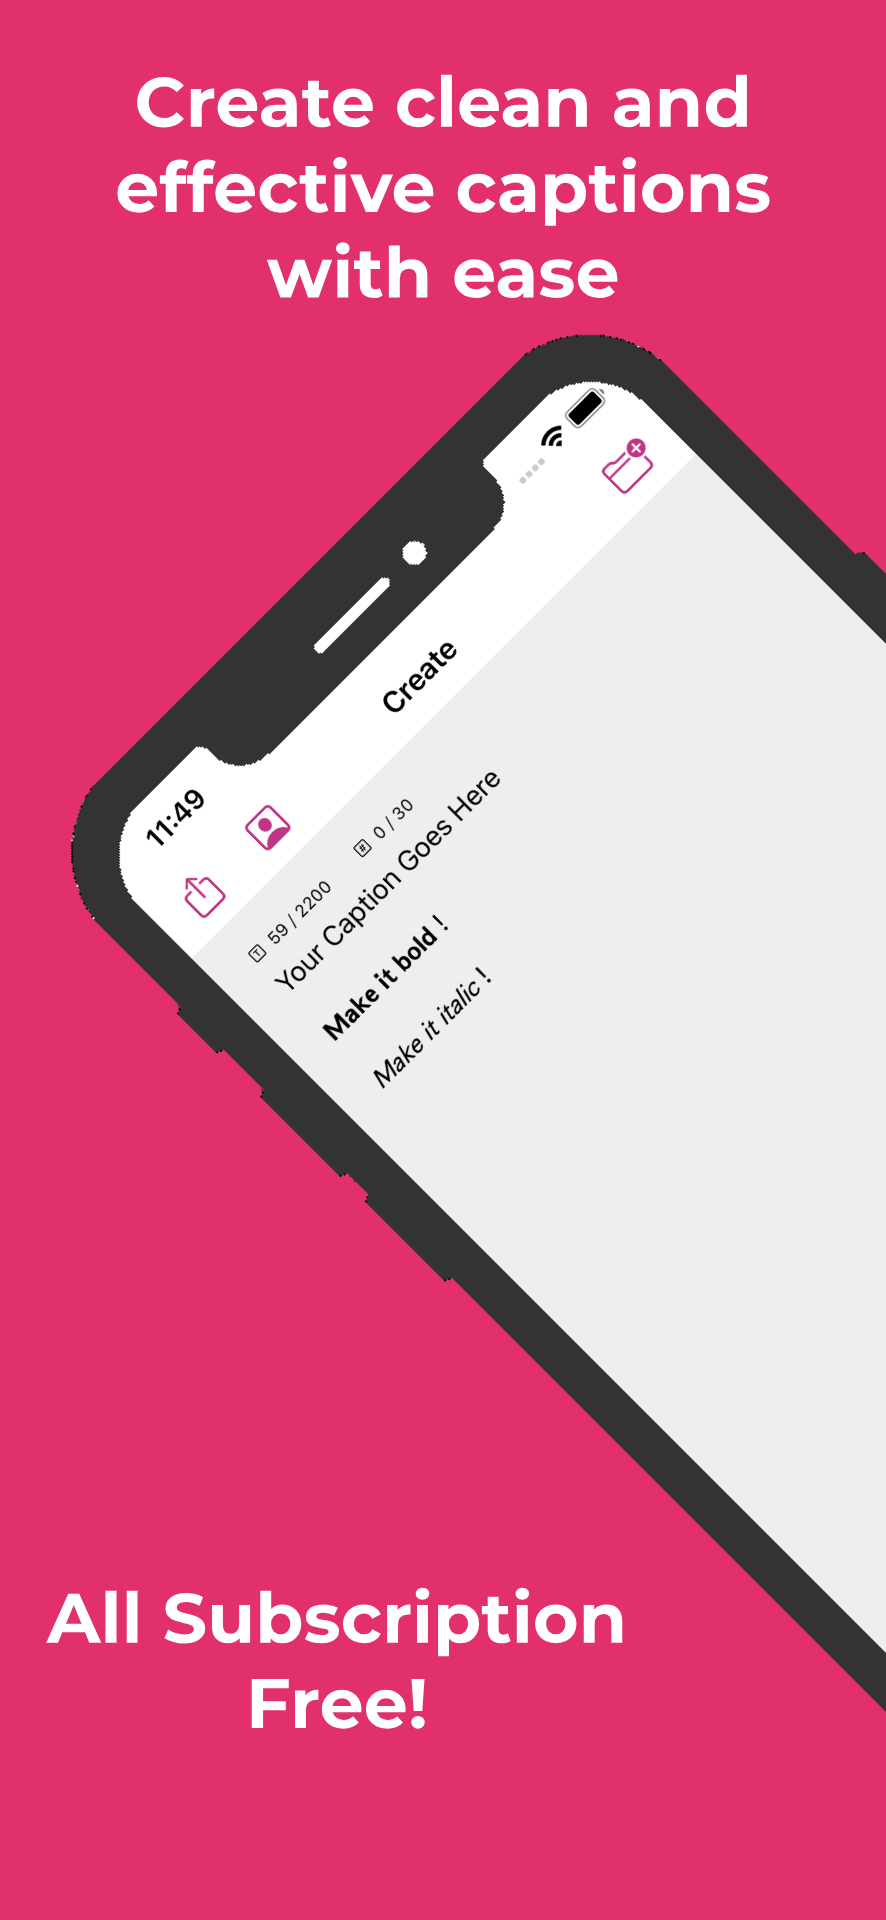 Create clean and
effective captions
with ease
11:49
Create
T 59 / 2200 # 0 / 30
Your Caption Goes Here
Make it bold !
Make it italic !
All Subscription
Free!